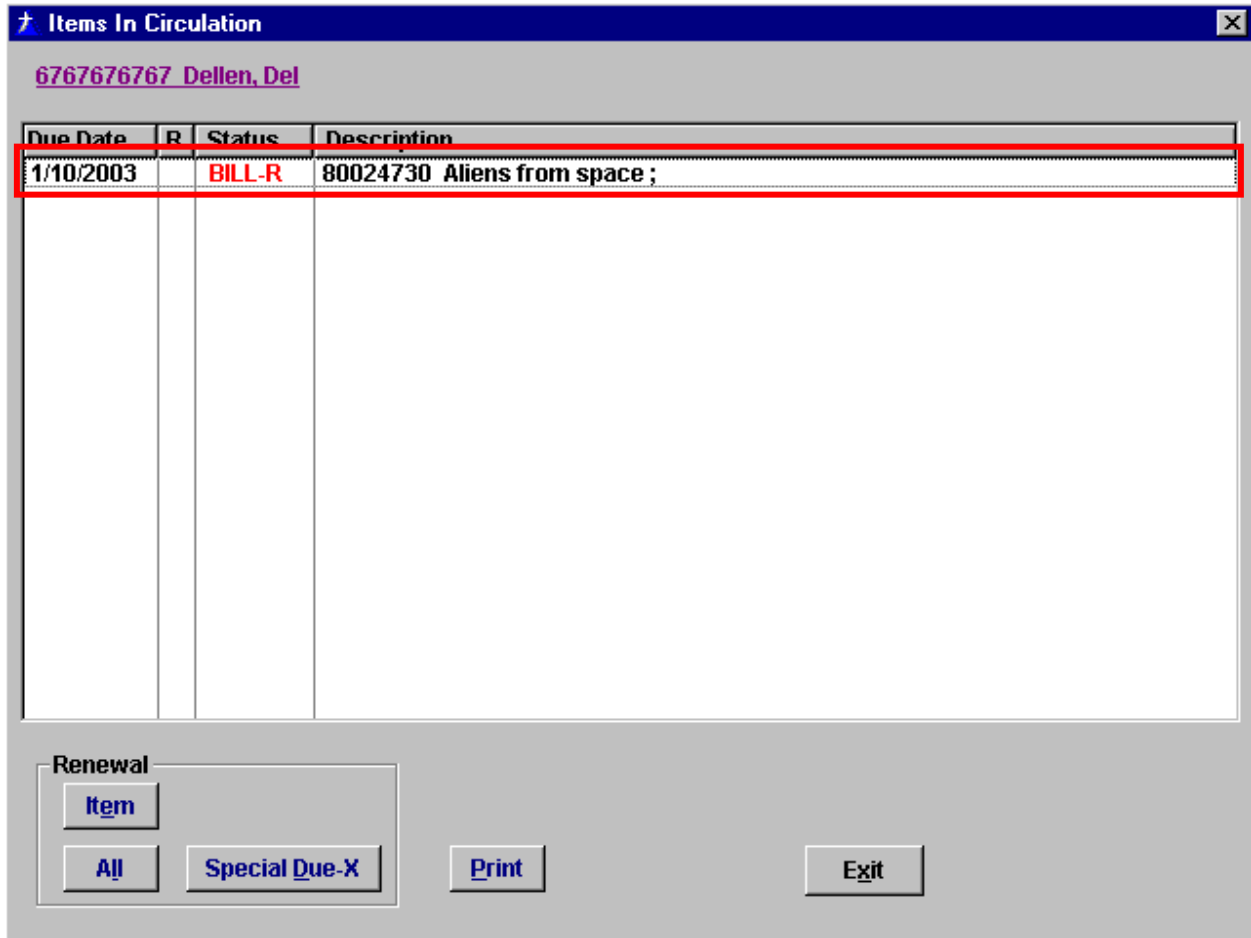 Items In Circulation
6767676767 Dellen, Del
Due Date R Status Description
1/10/2003 BILL-R 80024730 Aliens from space ;
Renewal
Item
All Special Due-X Print Exit